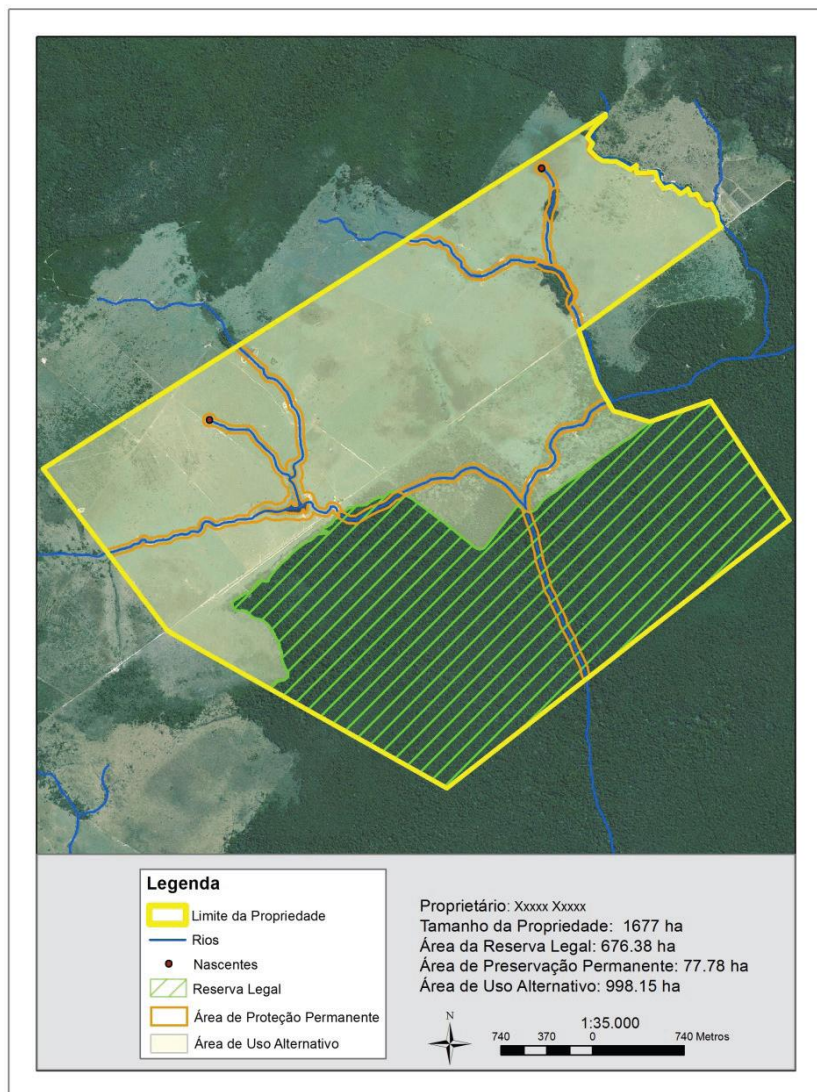 Legenda
Limite da Propriedade
Rios
Nascentes
Reserva Legal
Área de Proteção Permanente
Área de Uso Alternativo
Proprietário: Xxxxx Xxxxx
Tamanho da Propriedade: 1677 ha
Área da Reserva Legal: 676.38 ha
Área de Preservação Permanente: 77.78 ha
Área de Uso Alternativo: 998.15 ha
N
1:35.000
740 370 0 740 Metros